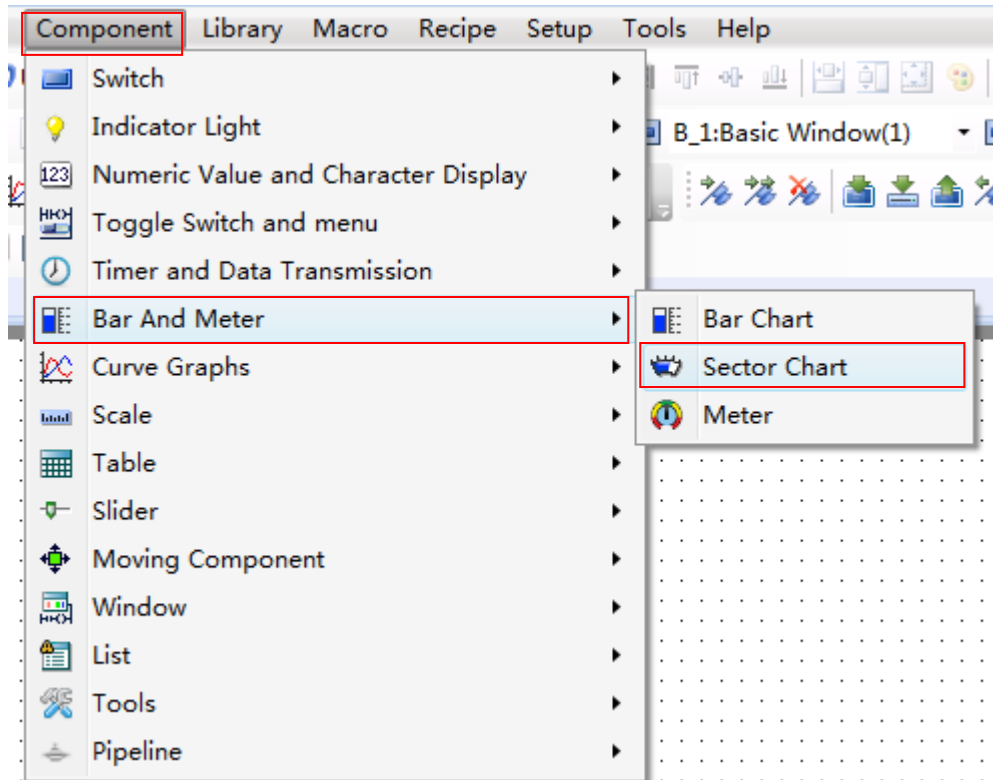 Component Library Macro Recipe Setup Tools Help
Switch
Indicator Light
B_1:Basic Window(1)
123 Numeric Value and Character Display
Toggle Switch and menu
Timer and Data Transmission
Bar And Meter
Bar Chart
Curve Graphs
Sector Chart
Scale
Meter
Table
Slider
Moving Component
Window
List
Tools
Pipeline